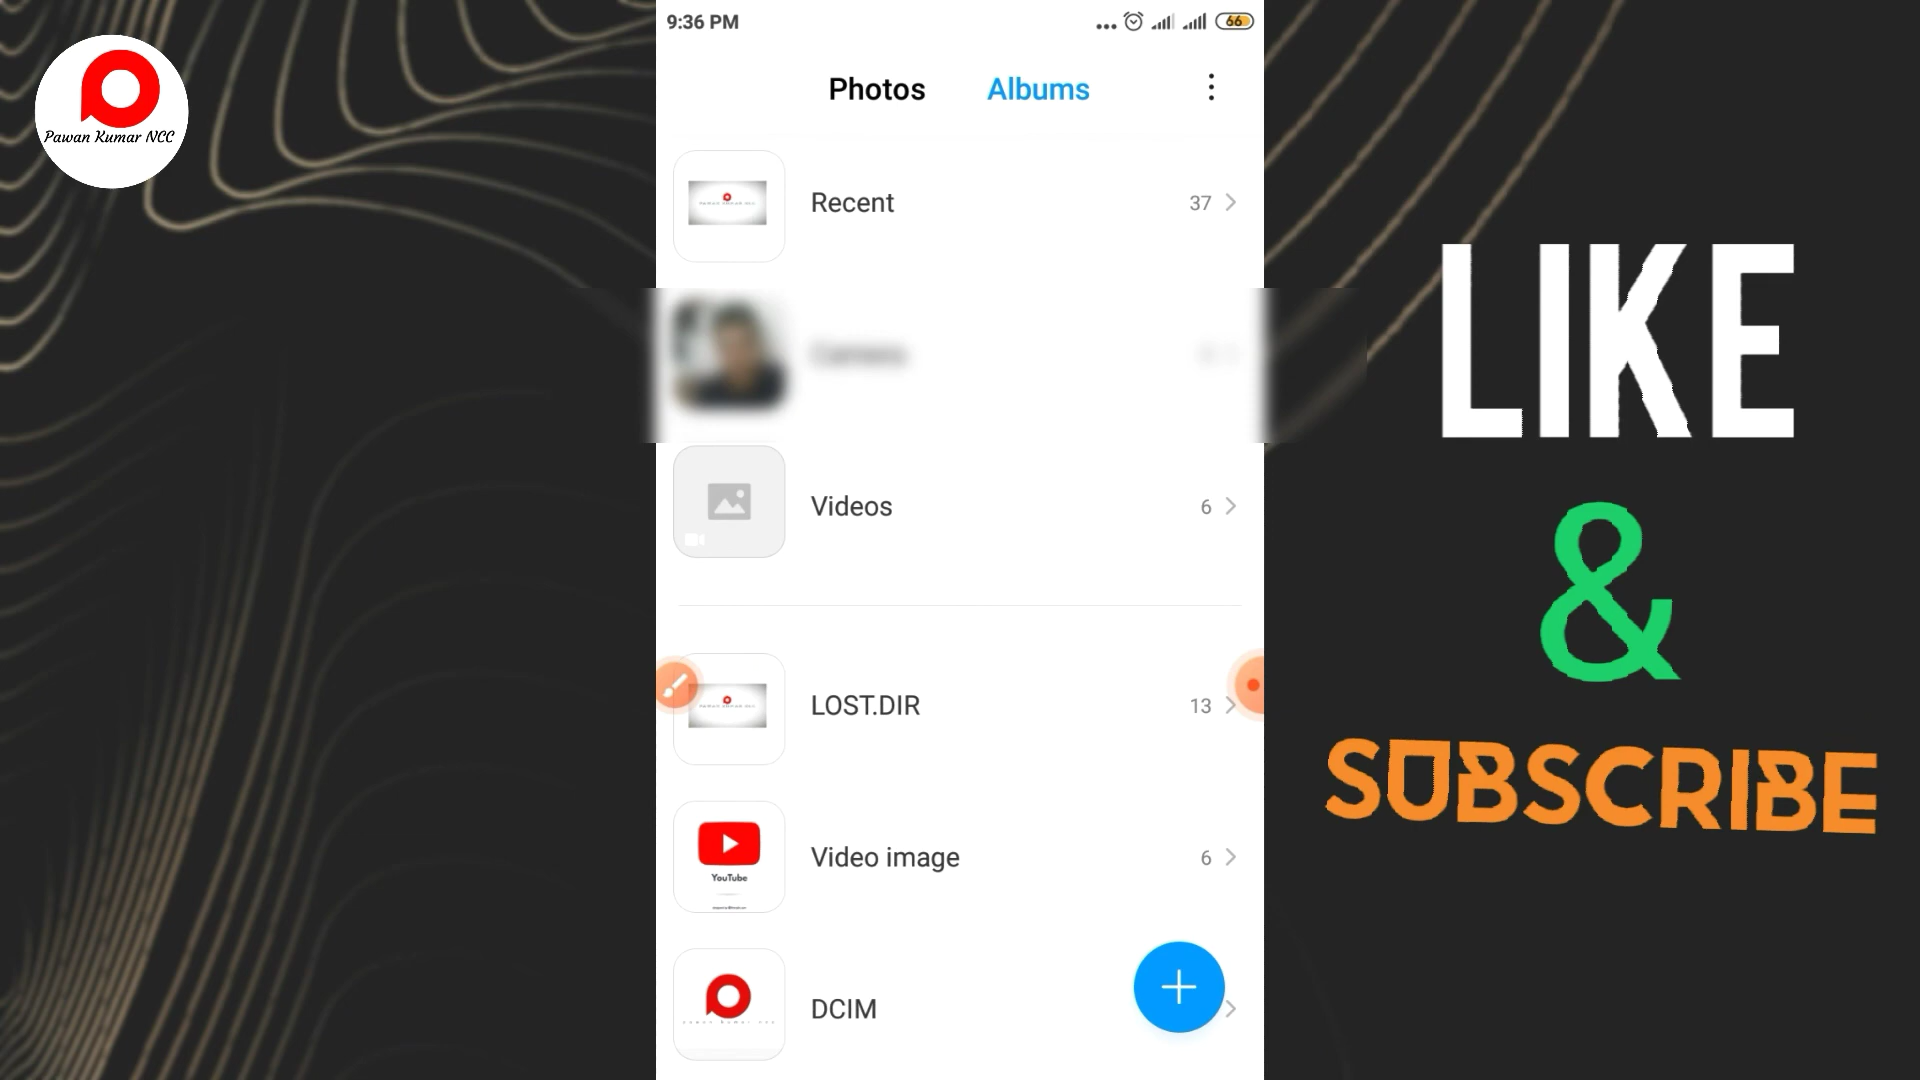 Pawan Kumar NCC
9:36 PM
66
Photos
Albums
Recent
37
Camera
Videos
6
LOST.DIR
13
YouTube
Video image
6
DCIM
LIKE
&
SUBSCRIBE